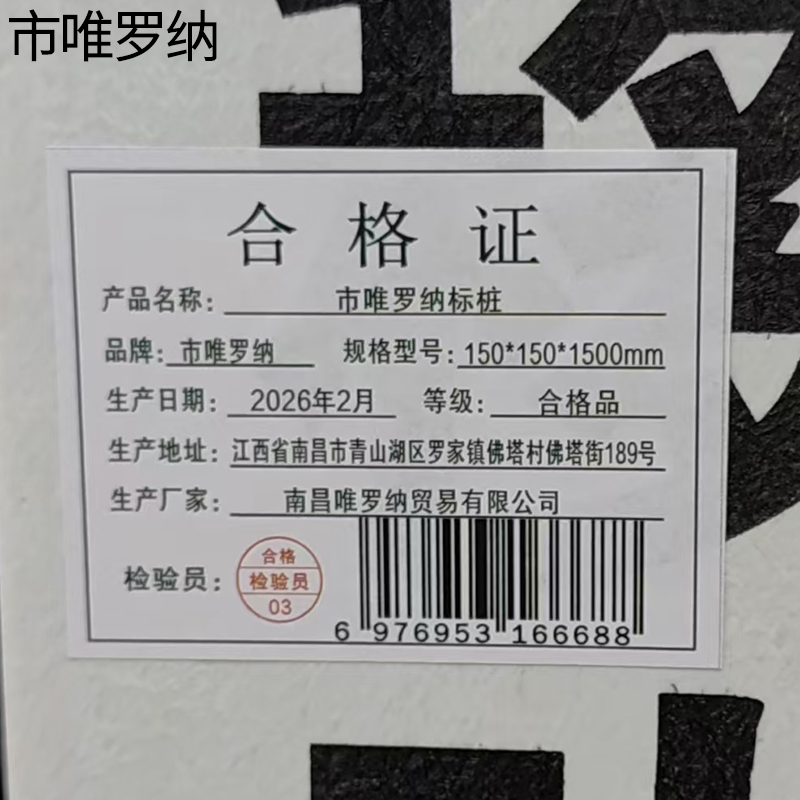 市唯罗纳
合格证
产品名称：市唯罗纳标桩
品牌：市唯罗纳 规格型号：150*150*1500mm
生产日期：2026年2月 等级：合格品
生产地址：江西省南昌市青山湖区罗家镇佛塔村佛塔街189号
生产厂家：南昌唯罗纳贸易有限公司
检验员：
合格
检验员
03
6 976953 166688